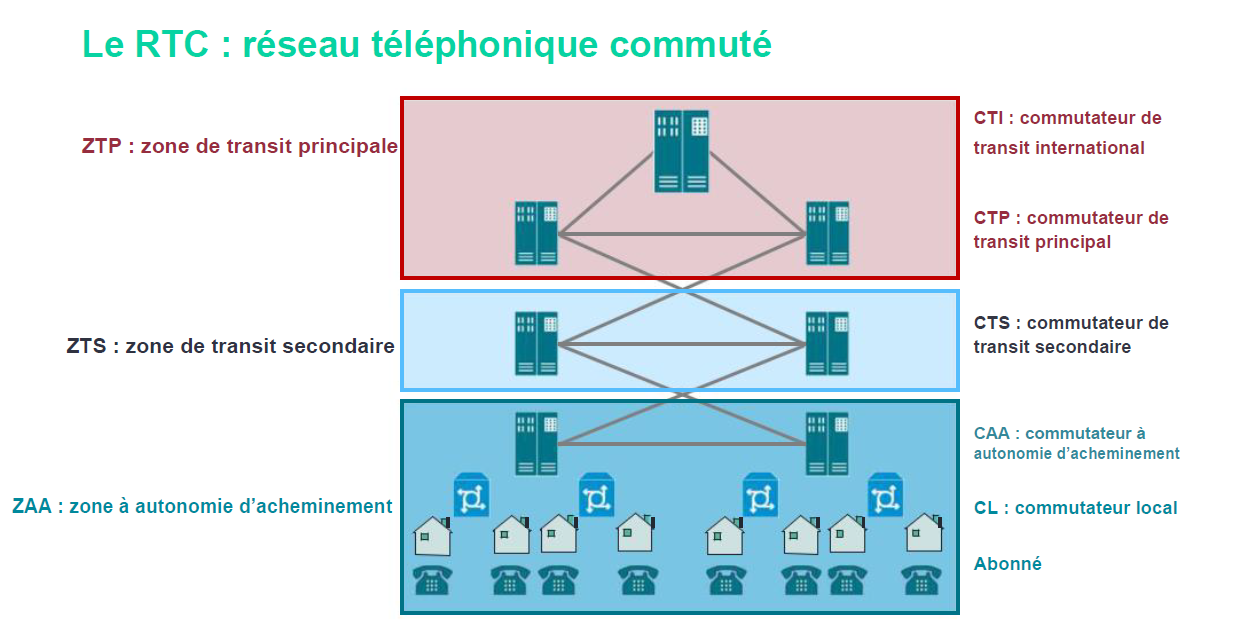 Le RTC : réseau téléphonique commuté
ZTP : zone de transit principale
CTI : commutateur de
transit international
CTP : commutateur de
transit principal
ZTS : zone de transit secondaire
CTS : commutateur de
transit secondaire
CAA : commutateur à
autonomie d'acheminement
ZAA : zone à autonomie d'acheminement
CL : commutateur local
Abonné